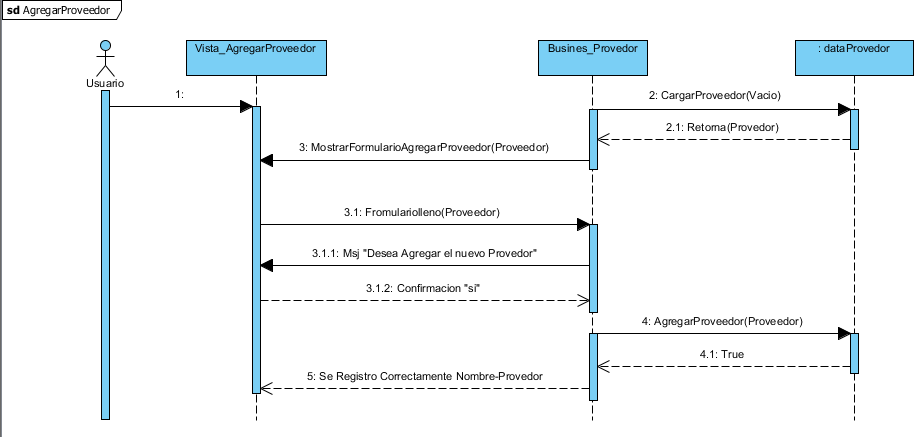 sd AgregarProveedor
Vista_AgregarProveedor
Busines_Provedor
: dataProvedor
Usuario
1:
2: CargarProveedor(Vacio)
2.1: Retorna(Provedor)
3: MostrarFormularioAgregarProveedor(Proveedor)
3.1: Fromulariolleno(Proveedor)
3.1.1: Msj "Desea Agregar el nuevo Provedor"
3.1.2: Confirmacion "si"
4: AgregarProveedor(Proveedor)
4.1: True
5: Se Registro Correctamente Nombre-Provedor